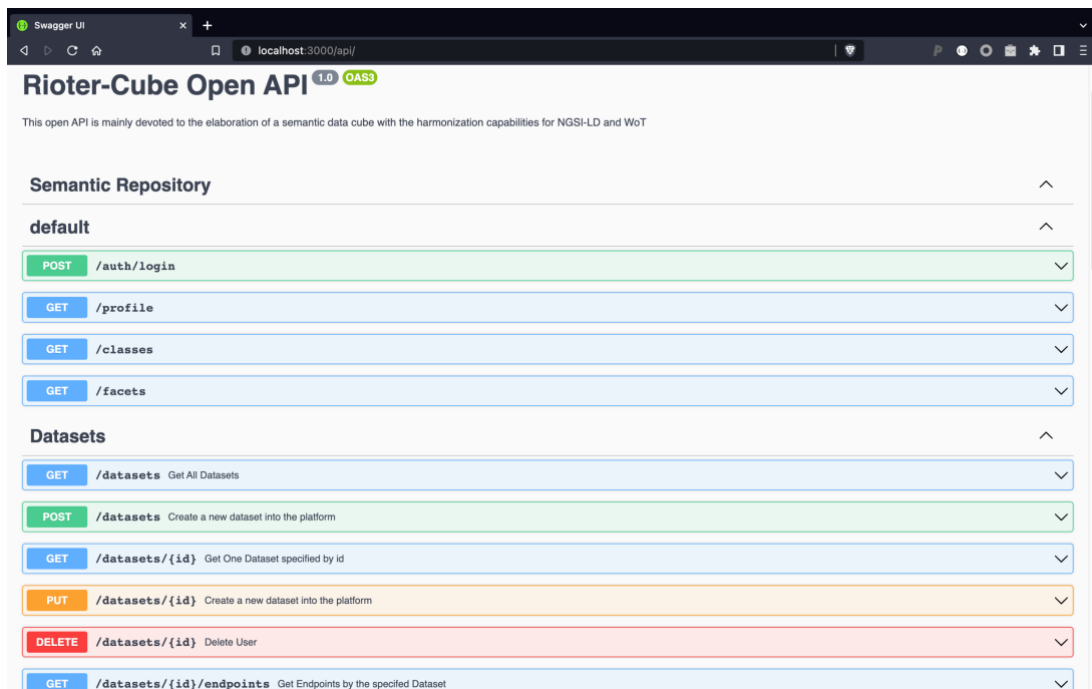 Swagger UI
localhost:3000/api/
Rioter-Cube Open API 1.0 OAS3
This open API is mainly devoted to the elaboration of a semantic data cube with the harmonization capabilities for NGSI-LD and WoT
Semantic Repository
default
POST /auth/login
GET /profile
GET /classes
GET /facets
Datasets
GET /datasets Get All Datasets
POST /datasets Create a new dataset into the platform
GET /datasets/{id} Get One Dataset specified by id
PUT /datasets/{id} Create a new dataset into the platform
DELETE /datasets/{id} Delete User
GET /datasets/{id}/endpoints Get Endpoints by the specifed Dataset